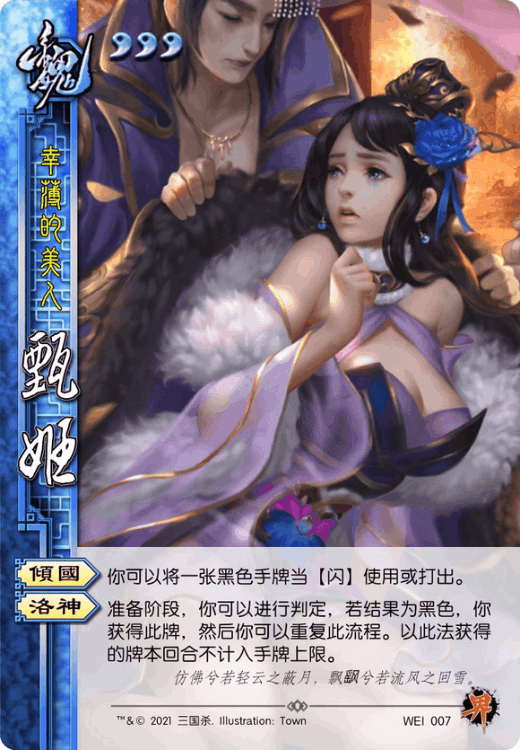 魏
幸薄的美人
甄姬
傾國
你可以将一张黑色手牌当【闪】使用或打出。
洛神
准备阶段，你可以进行判定，若结果为黑色，你
获得此牌，然后你可以重复此流程。以此法获得
的牌本回合不计入手牌上限。
仿佛兮若轻云之蔽月，飘飖兮若流风之回雪。
™&© 2021 三国杀. Illustration: Town
WEI 007
界